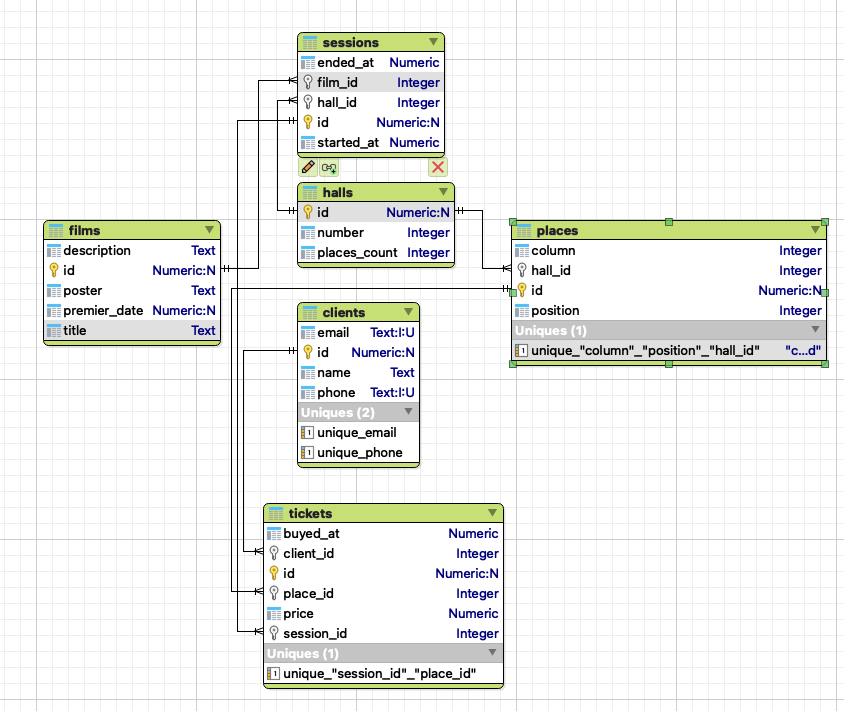 sessions
ended_at Numeric
film_id Integer
hall_id Integer
id Numeric:N
started_at Numeric
halls
id Numeric:N
number Integer
places_count Integer
films
description Text
id Numeric:N
poster Text
premier_date Numeric:N
title Text
places
column Integer
hall_id Integer
id Numeric:N
position Integer
Uniques (1)
unique_"column"_"position"_"hall_id" "c...d"
clients
email Text:I:U
id Numeric:N
name Text
phone Text:I:U
Uniques (2)
unique_email
unique_phone
tickets
buyed_at Numeric
client_id Integer
id Numeric:N
place_id Integer
price Numeric
session_id Integer
Uniques (1)
unique_"session_id"_"place_id"